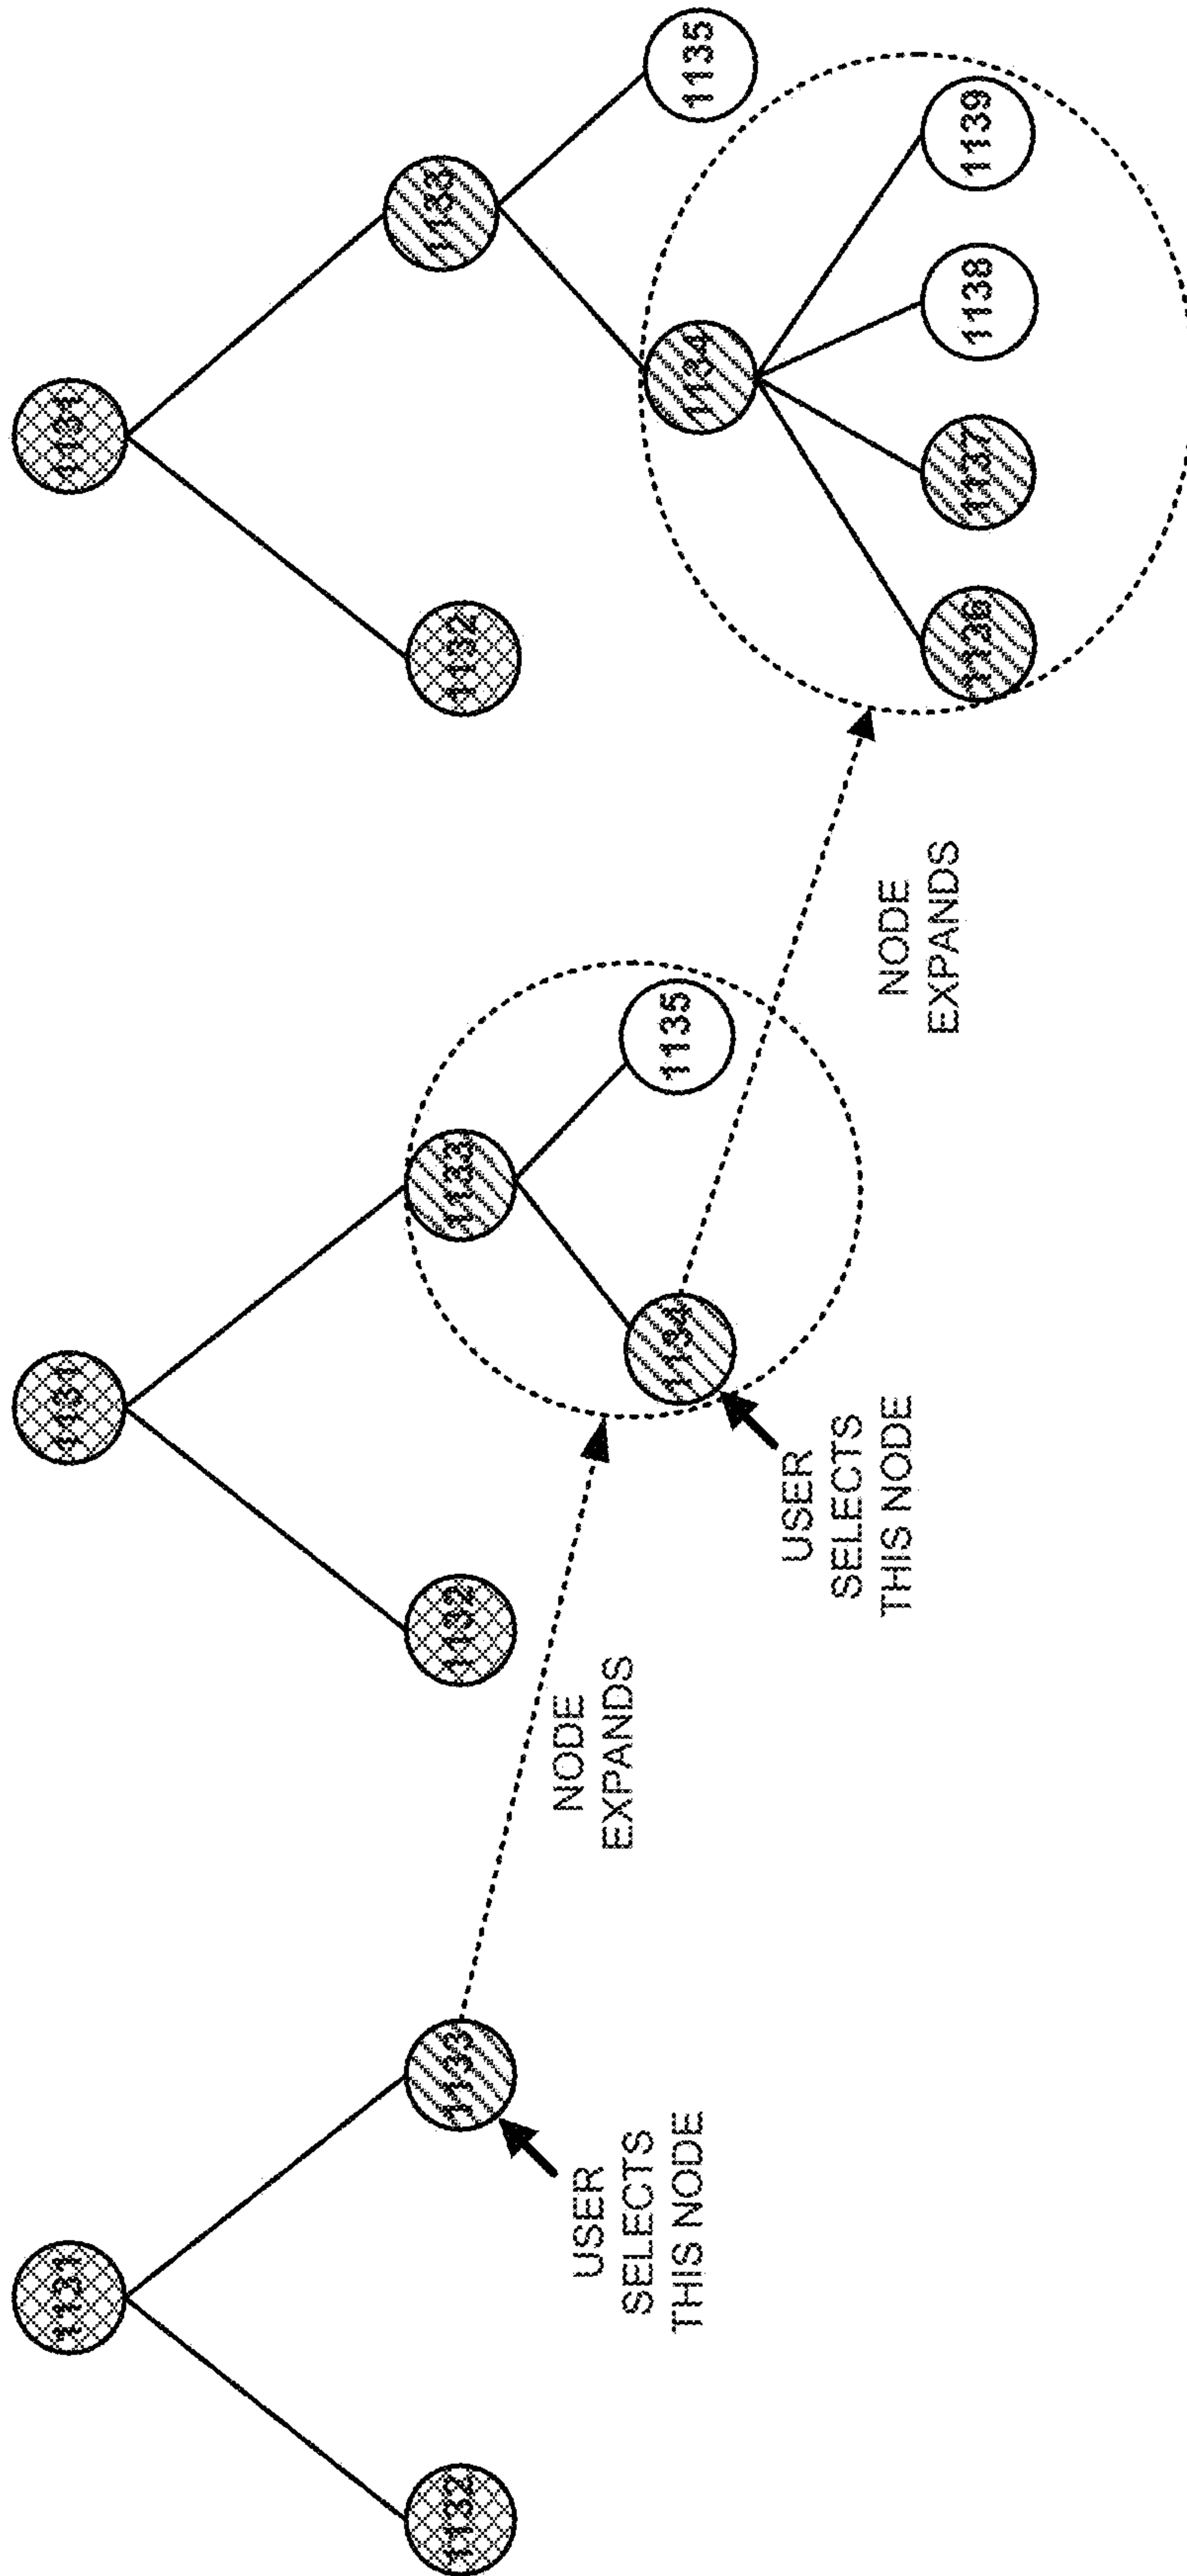 1131
1132
1133
USER
SELECTS
THIS NODE
NODE
EXPANDS
1131
1132
1133
1134
1135
USER
SELECTS
THIS NODE
NODE
EXPANDS
1131
1132
1133
1134
1135
1136
1137
1138
1139